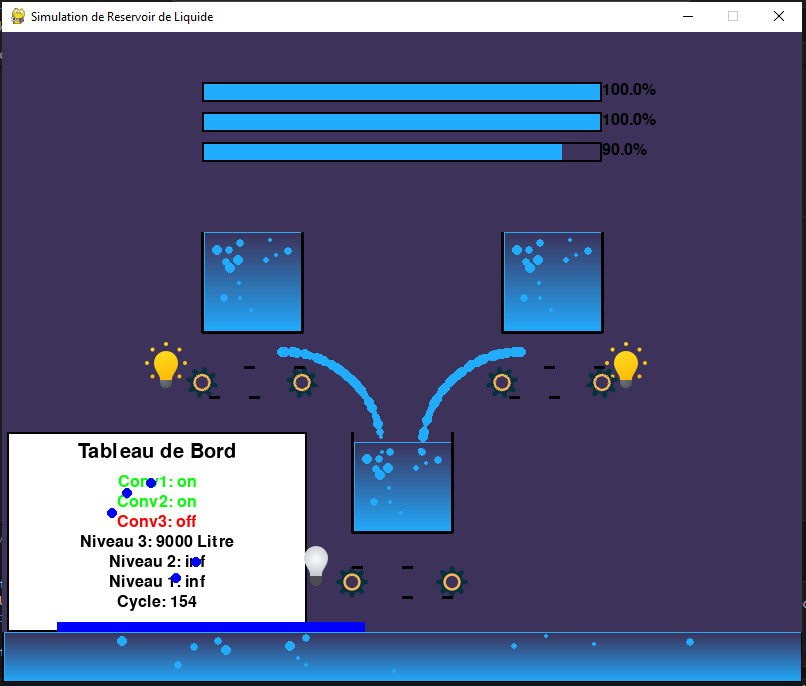 Simulation de Reservoir de Liquide
100.0%
100.0%
90.0%
Tableau de Bord
Conv1: on
Conv2: on
Conv3: off
Niveau 3: 9000 Litre
Niveau 2: inf
Niveau 1: inf
Cycle: 154